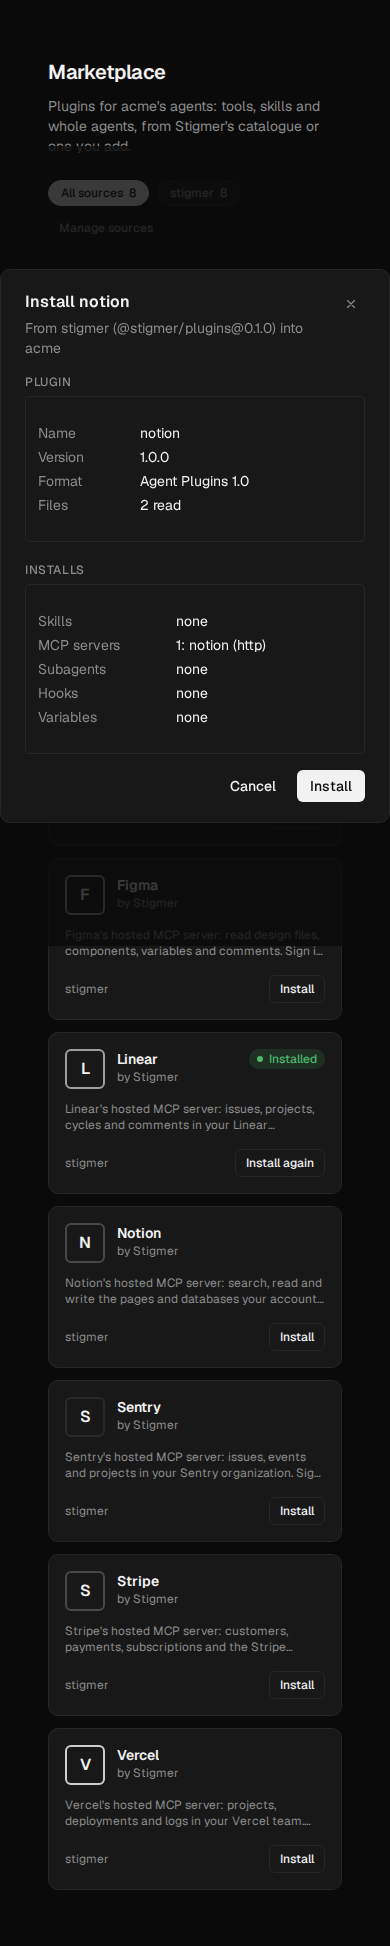 Marketplace
Plugins for acme's agents: tools, skills and
whole agents, from Stigmer's catalogue or
one you add.
All sources 8
stigmer 8
Manage sources
Install notion
×
From stigmer (@stigmer/plugins@0.1.0) into
acme
PLUGIN
Name notion
Version 1.0.0
Format Agent Plugins 1.0
Files 2 read
INSTALLS
Skills none
MCP servers 1: notion (http)
Subagents none
Hooks none
Variables none
Cancel
Install
F
Figma
by Stigmer
Figma's hosted MCP server: read design files,
components, variables and comments. Sign i…
stigmer
Install
L
Linear
Installed
by Stigmer
Linear's hosted MCP server: issues, projects,
cycles and comments in your Linear…
stigmer
Install again
N
Notion
by Stigmer
Notion's hosted MCP server: search, read and
write the pages and databases your account…
stigmer
Install
S
Sentry
by Stigmer
Sentry's hosted MCP server: issues, events
and projects in your Sentry organization. Sig…
stigmer
Install
S
Stripe
by Stigmer
Stripe's hosted MCP server: customers,
payments, subscriptions and the Stripe…
stigmer
Install
V
Vercel
by Stigmer
Vercel's hosted MCP server: projects,
deployments and logs in your Vercel team.…
stigmer
Install